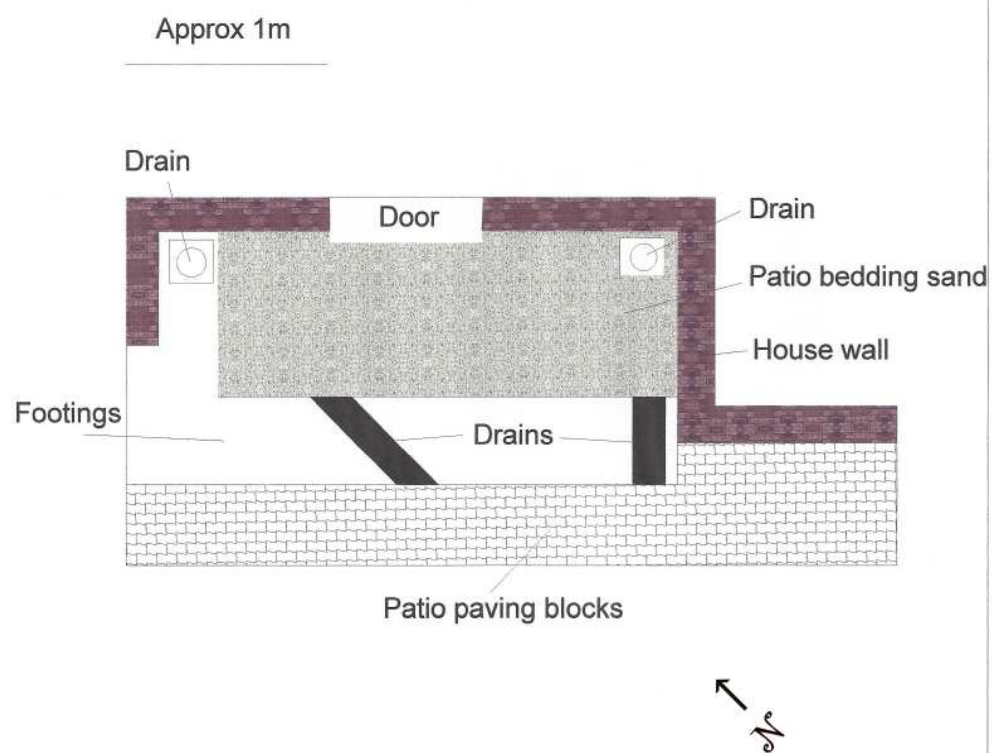 Approx 1m
Drain
Door
Drain
Patio bedding sand
House wall
Footings
Drains
Patio paving blocks
N